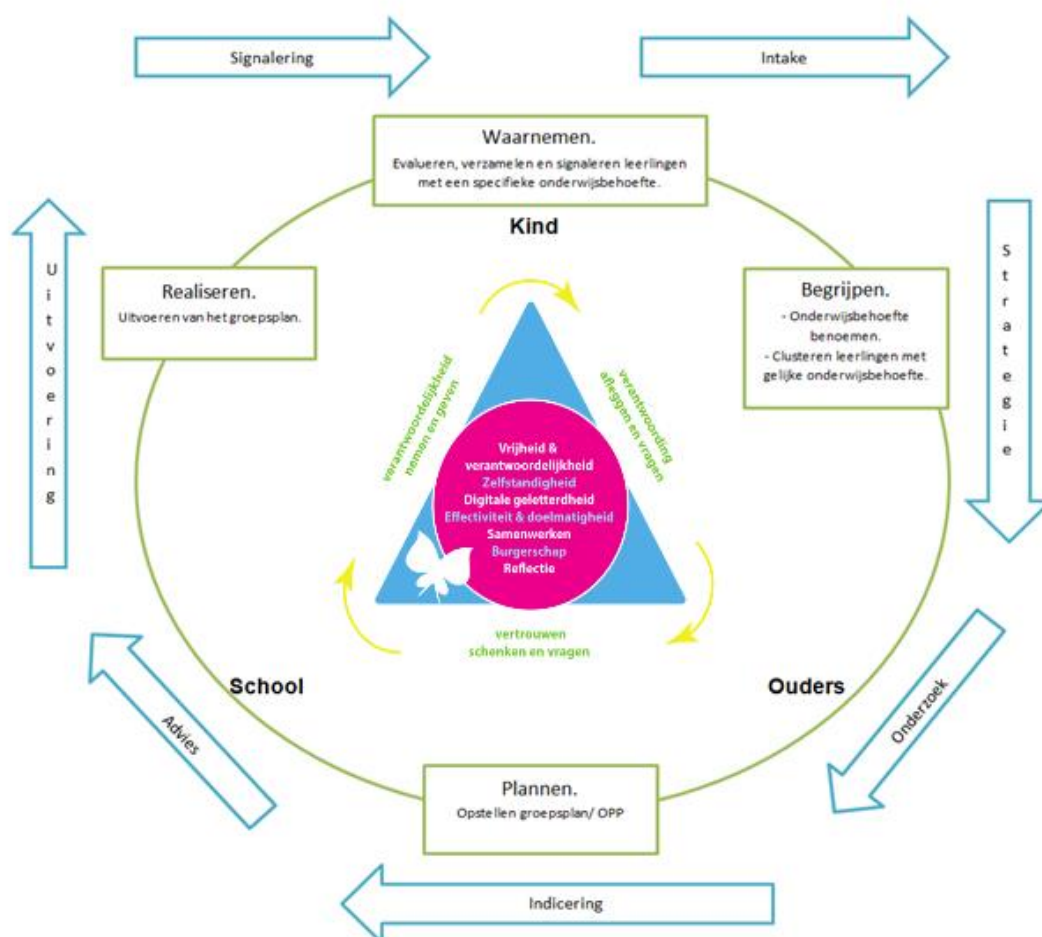 Signalering
Intake
Waarnemen.
Evalueren, verzamelen en signaleren leerlingen
met een specifieke onderwijsbehoefte.
Kind
Uitvoering
Realiseren.
Uitvoeren van het groepsplan.
Begrijpen.
- Onderwijsbehoefte
benoemen.
- Clusteren leerlingen met
gelijke onderwijsbehoefte.
Strategie
verantwoordelijkheid
nemen en geven
verantwoording
afleggen en vragen
Vrijheid &
verantwoordelijkheid
Zelfstandigheid
Digitale geletterdheid
Effectiviteit & doelmatigheid
Samenwerken
Burgerschap
Reflectie
vertrouwen
schenken en vragen
School
Ouders
Advies
Onderzoek
Plannen.
Opstellen groepsplan/ OPP
Indicering